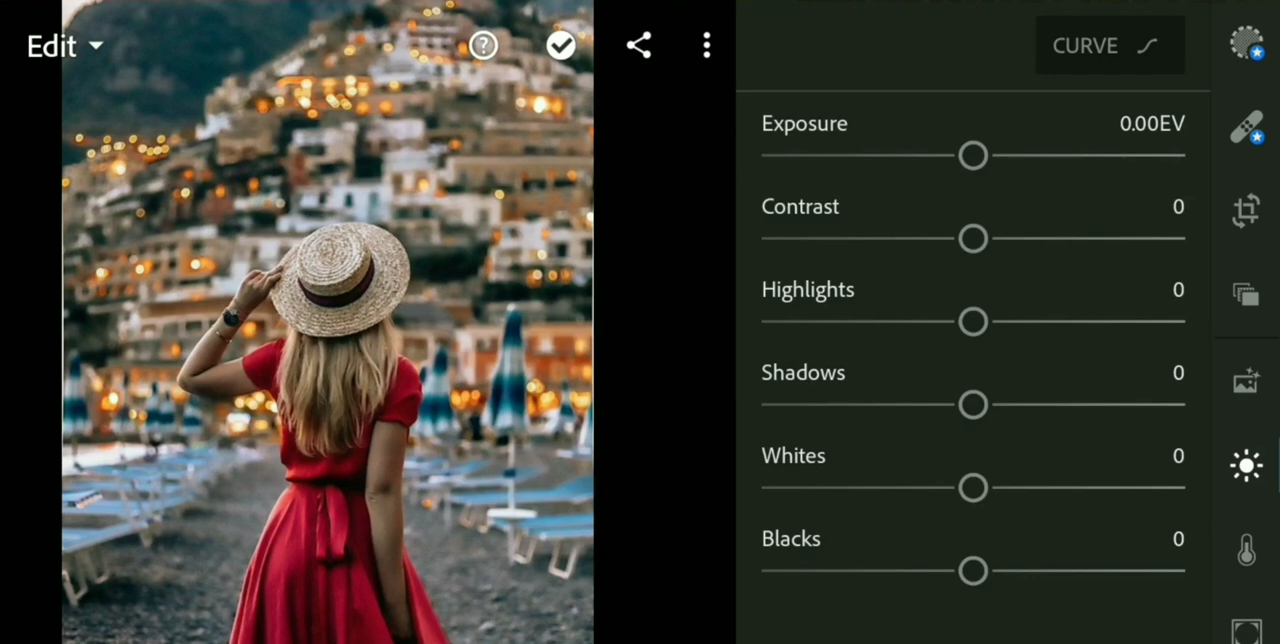 Edit
CURVE
Exposure 0.00EV
Contrast 0
Highlights 0
Shadows 0
Whites 0
Blacks 0